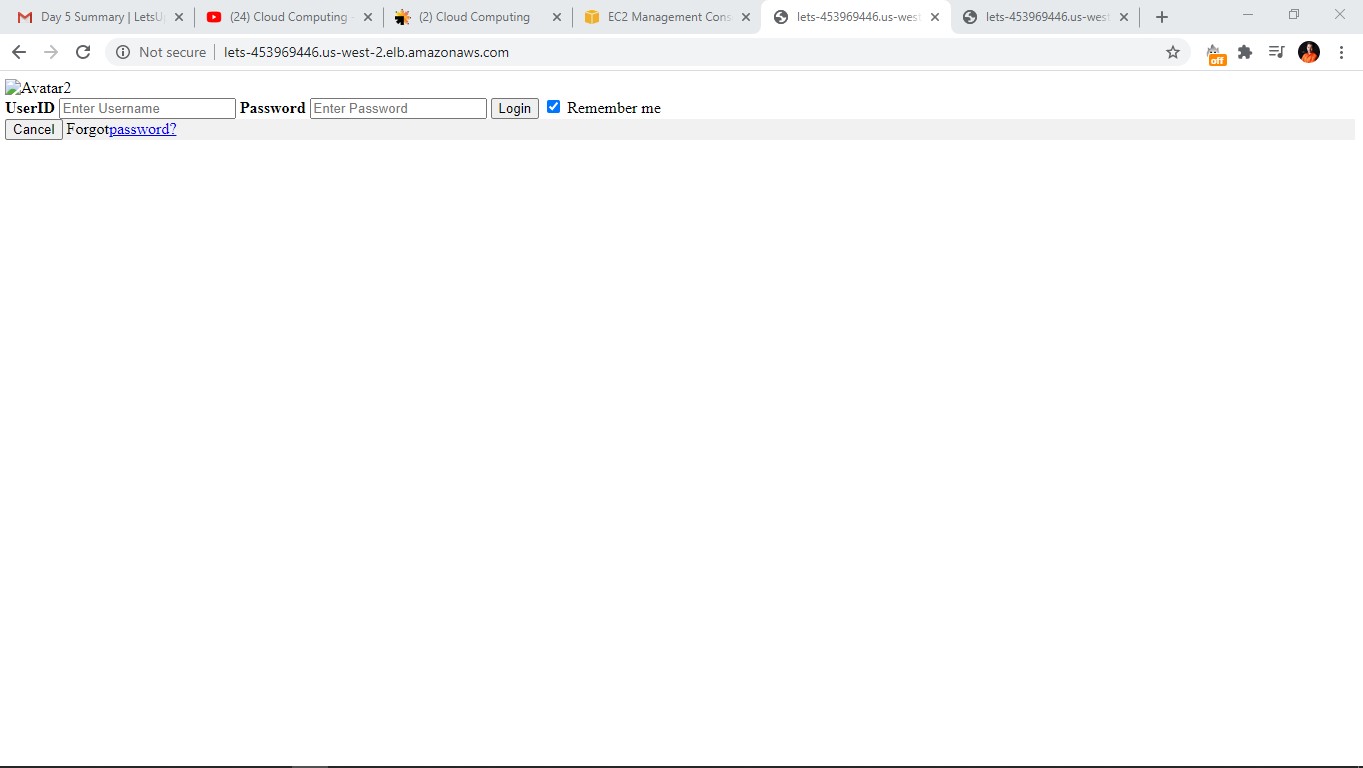 Day 5 Summary | LetsU
(24) Cloud Computing -
(2) Cloud Computing
EC2 Management Cons
lets-453969446.us-west
lets-453969446.us-west
Not secure
lets-453969446.us-west-2.elb.amazonaws.com
off
Avatar2
UserID Enter Username Password Enter Password Login Remember me
Cancel Forgotpassword?